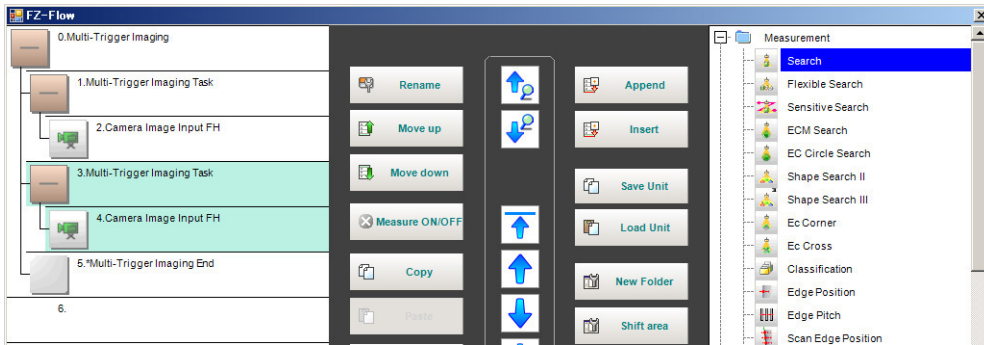 FZ-Flow
0.Multi-Trigger Imaging
1.Multi-Trigger Imaging Task
2.Camera Image Input FH
3.Multi-Trigger Imaging Task
4.Camera Image Input FH
5.*Multi-Trigger Imaging End
6.
Rename
Move up
Move down
Measure ON/OFF
Copy
Paste
Append
Insert
Save Unit
Load Unit
New Folder
Shift area
Measurement
Search
Flexible Search
Sensitive Search
ECM Search
EC Circle Search
Shape Search II
Shape Search III
Ec Corner
Ec Cross
Classification
Edge Position
Edge Pitch
Scan Edge Position